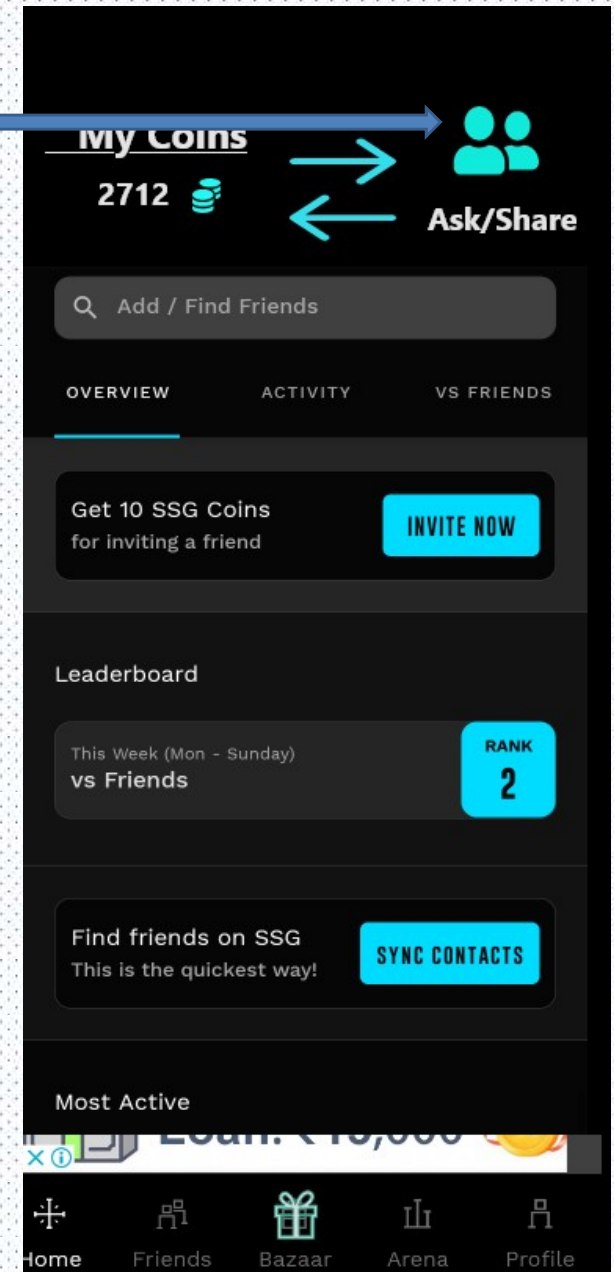 My Coins
2712
Ask/Share
Add / Find Friends
OVERVIEW ACTIVITY VS FRIENDS
Get 10 SSG Coins
for inviting a friend
INVITE NOW
Leaderboard
This Week (Mon - Sunday)
vs Friends
RANK
2
Find friends on SSG
This is the quickest way!
SYNC CONTACTS
Most Active
Home Friends Bazaar Arena Profile